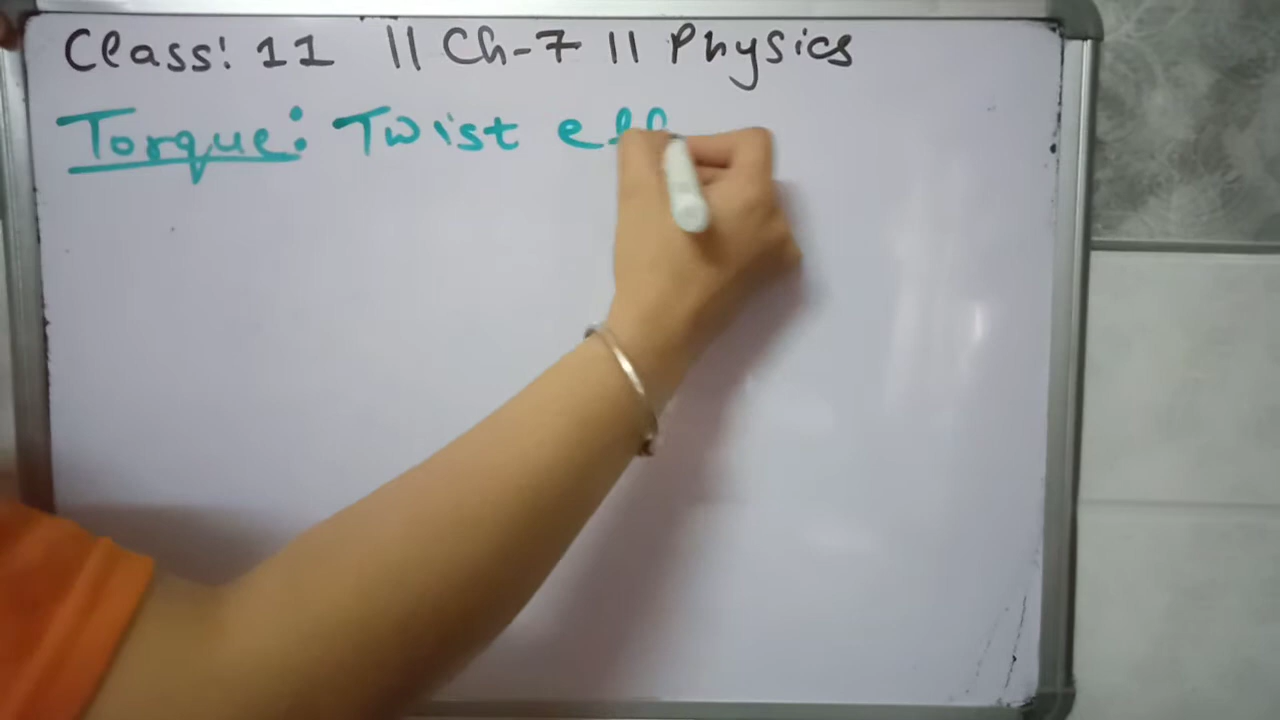 Class: 11 || Ch-7 || Physics
Torque: Twist eff